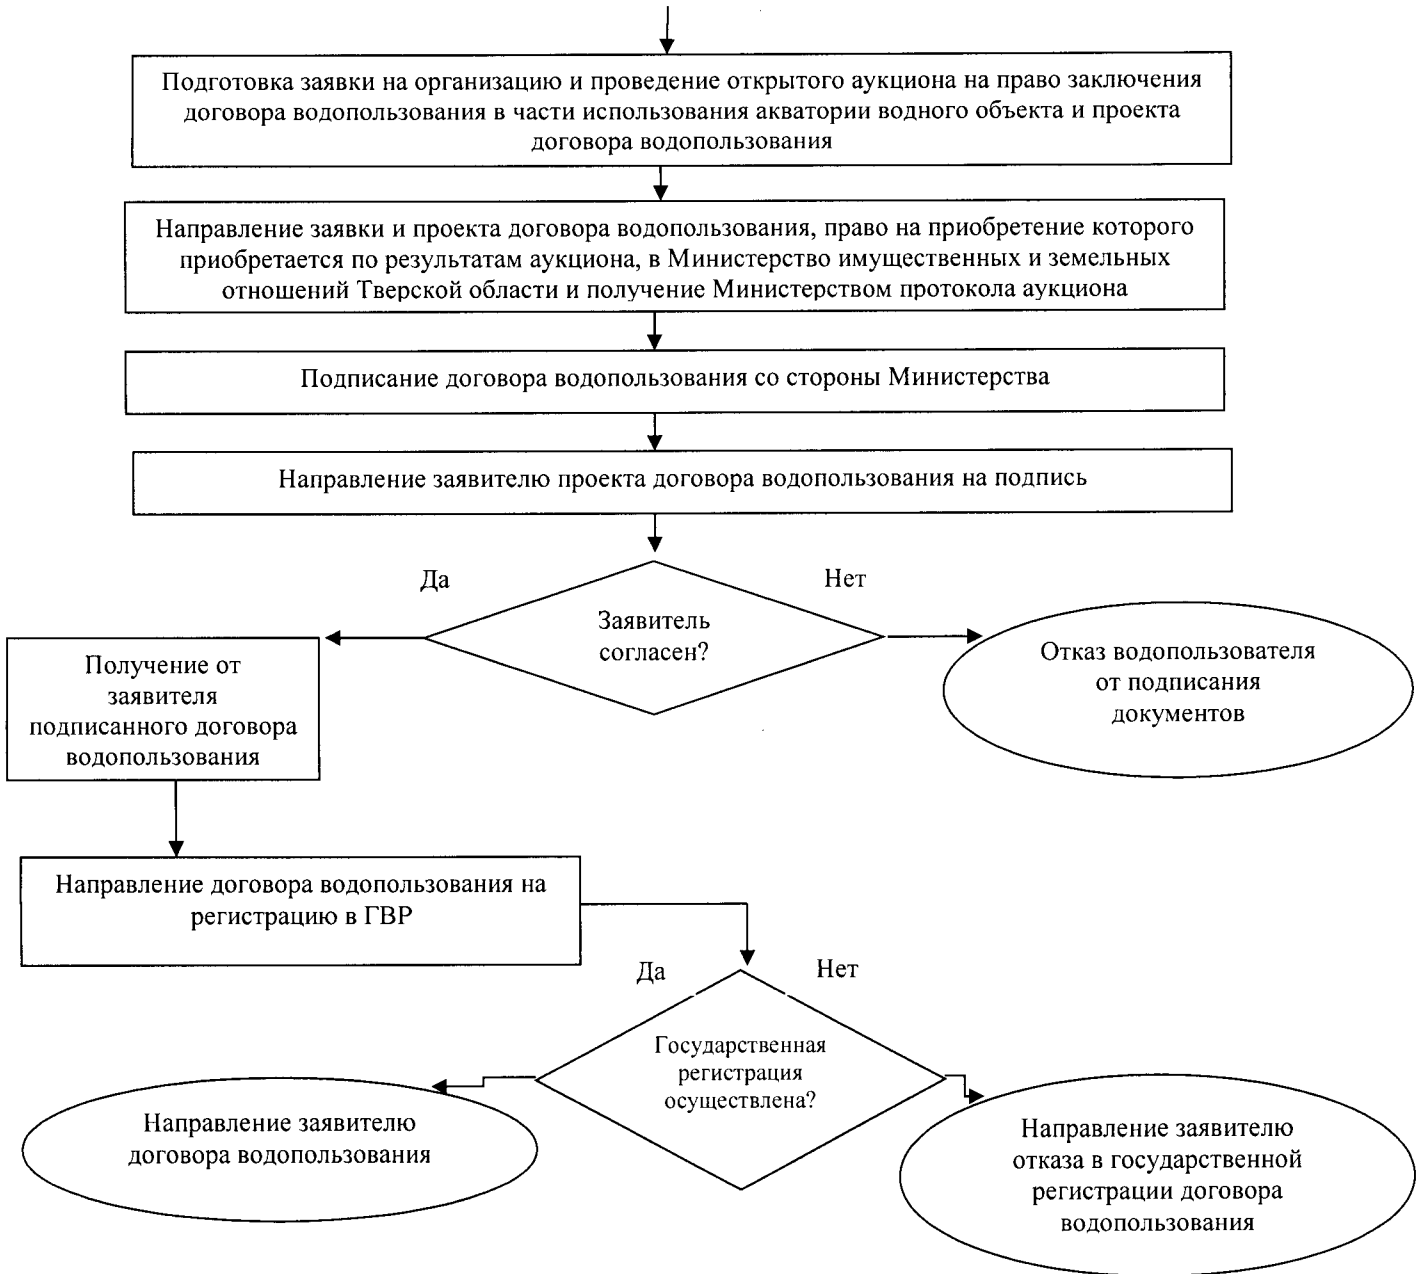 Подготовка заявки на организацию и проведение открытого аукциона на право заключения
договора водопользования в части использования акватории водного объекта и проекта
договора водопользования
Направление заявки и проекта договора водопользования, право на приобретение которого
приобретается по результатам аукциона, в Министерство имущественных и земельных
отношений Тверской области и получение Министерством протокола аукциона
Подписание договора водопользования со стороны Министерства
Направление заявителю проекта договора водопользования на подпись
Да
Нет
Заявитель
согласен?
Получение от
заявителя
подписанного договора
водопользования
Отказ водопользователя
от подписания
документов
Направление договора водопользования на
регистрацию в ГВР
Да
Нет
Государственная
регистрация
осуществлена?
Направление заявителю
договора водопользования
Направление заявителю
отказа в государственной
регистрации договора
водопользования